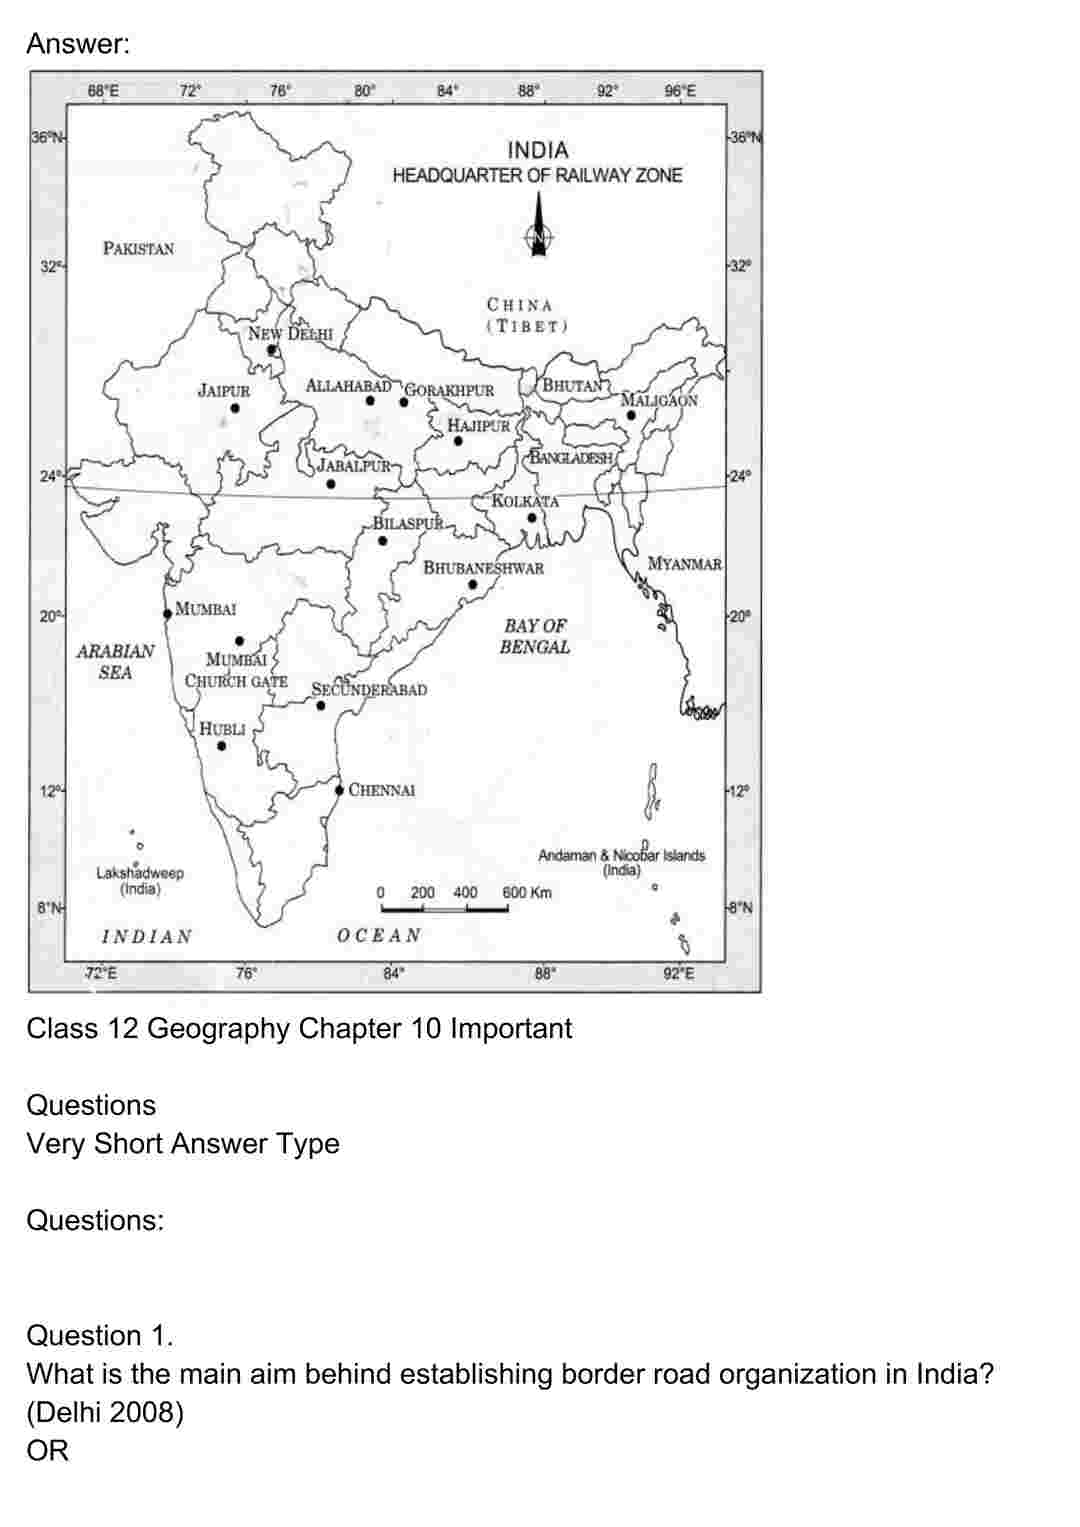 Answer:
68°E 72° 76° 80° 84° 88° 92° 96°E
36°N 36°N
INDIA
HEADQUARTER OF RAILWAY ZONE
N
PAKISTAN
32° 32°
CHINA
(TIBET)
NEW DELHI
JAIPUR ALLAHABAD GORAKHPUR BHUTAN
MALIGAON
HAJIPUR
JABALPUR BANGLADESH
24° 24°
KOLKATA
BILASPUR
BHUBANESHWAR MYANMAR
MUMBAI
20° 20°
ARABIAN
SEA
BAY OF
BENGAL
MUMBAI
CHURCH GATE
SECUNDERABAD
HUBLI
12° CHENNAI 12°
Lakshadweep
(India)
Andaman & Nicobar Islands
(India)
0 200 400 600 Km
8°N 8°N
INDIAN OCEAN
72°E 76° 84° 88° 92°E
Class 12 Geography Chapter 10 Important
Questions
Very Short Answer Type
Questions:
Question 1.
What is the main aim behind establishing border road organization in India?
(Delhi 2008)
OR